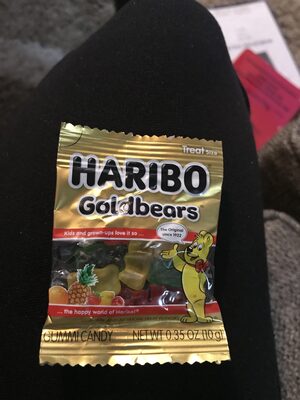 Treat SIZE
HARIBO
Goldbears
Kids and grown-ups love it so ...
The Original
since 1922
... the happy world of Haribo!
GUMMI CANDY NET WT 0.35 OZ (10 g)